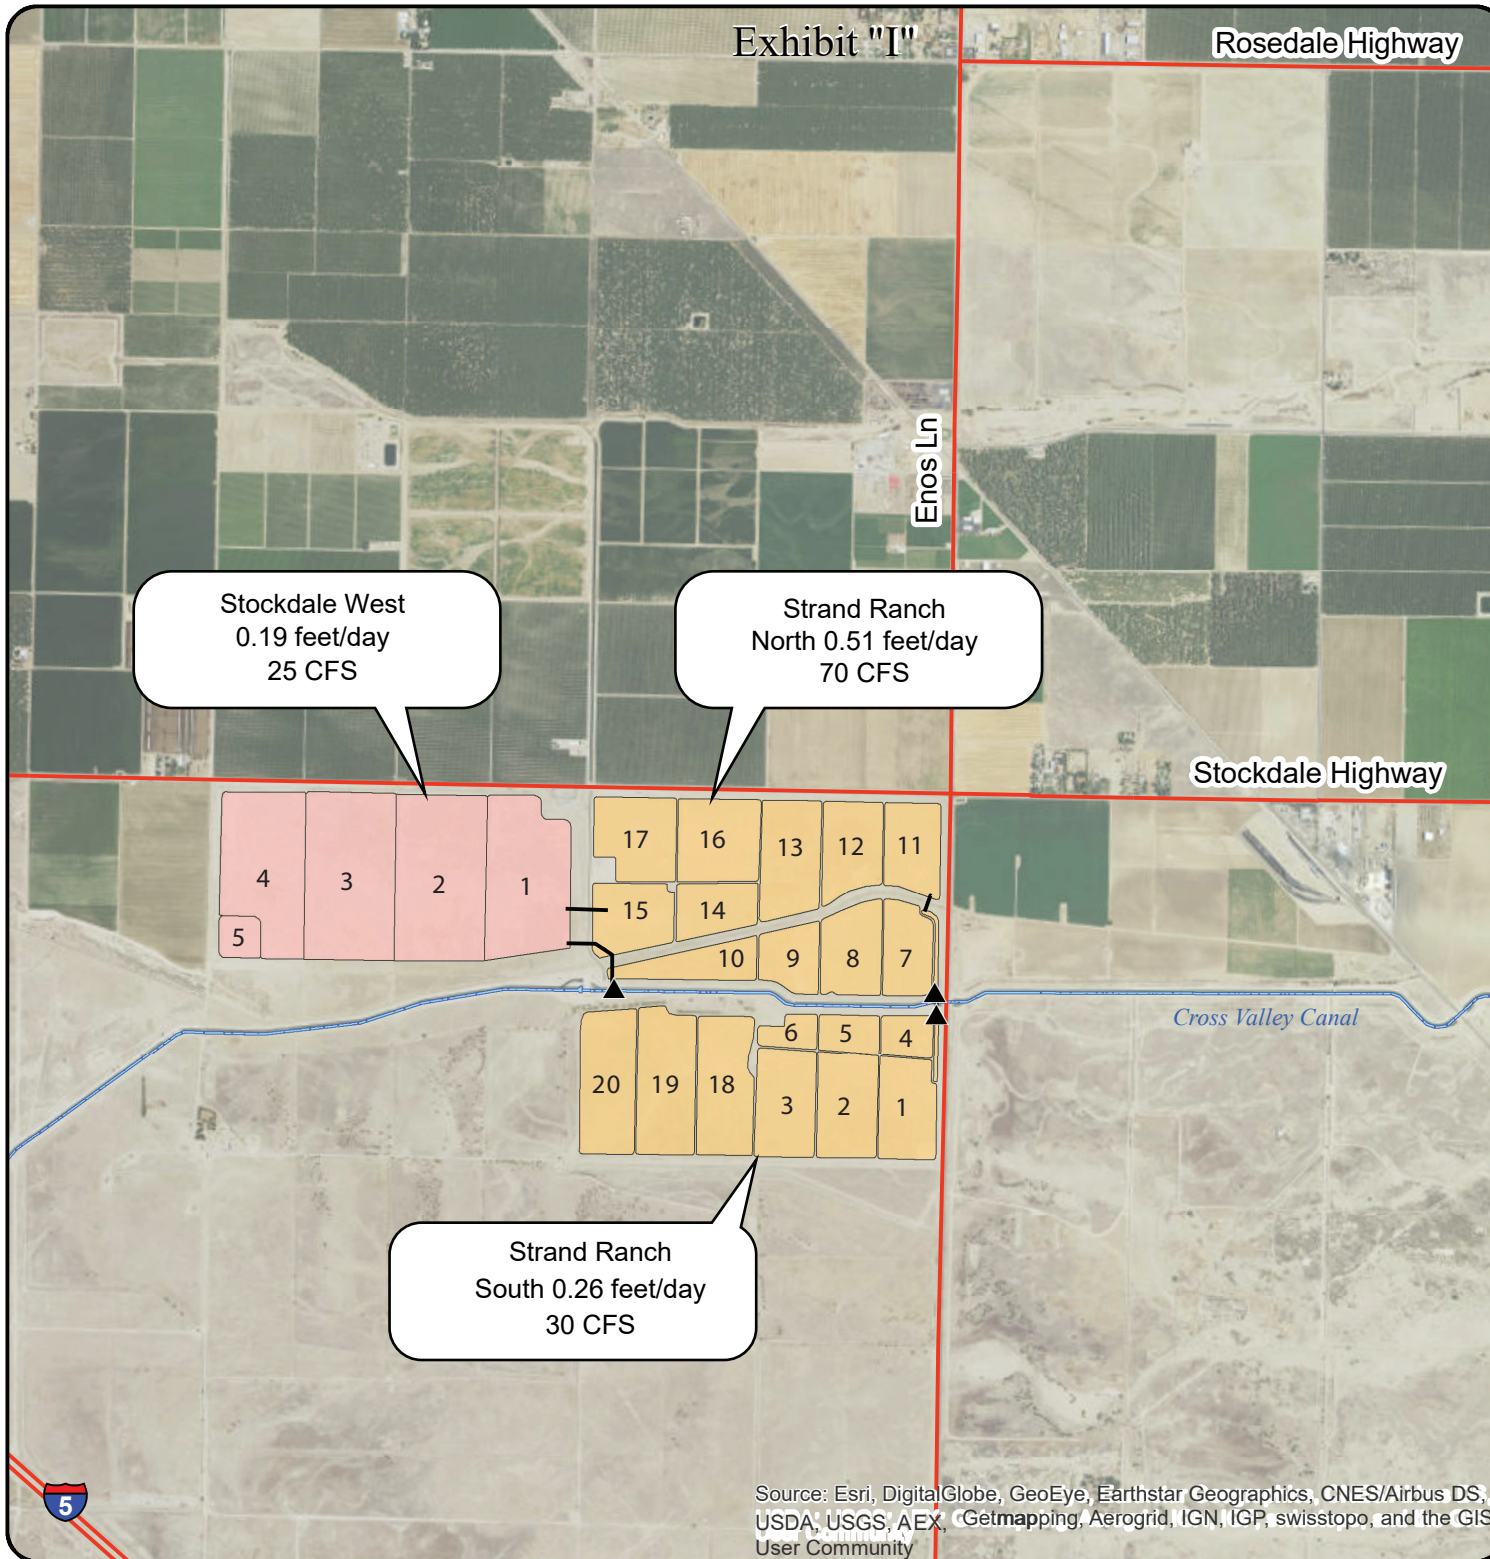 Exhibit "I"
Rosedale Highway
Enos Ln
Stockdale West
0.19 feet/day
25 CFS
Strand Ranch
North 0.51 feet/day
70 CFS
Stockdale Highway
17
16
13
12
11
4
3
2
1
15
14
5
10
9
8
7
Cross Valley Canal
6
5
4
20
19
18
3
2
1
Strand Ranch
South 0.26 feet/day
30 CFS
5
Source: Esri, DigitalGlobe, GeoEye, Earthstar Geographics, CNES/Airbus DS,
USDA, USGS, AEX, Getmapping, Aerogrid, IGN, IGP, swisstopo, and the GIS
User Community